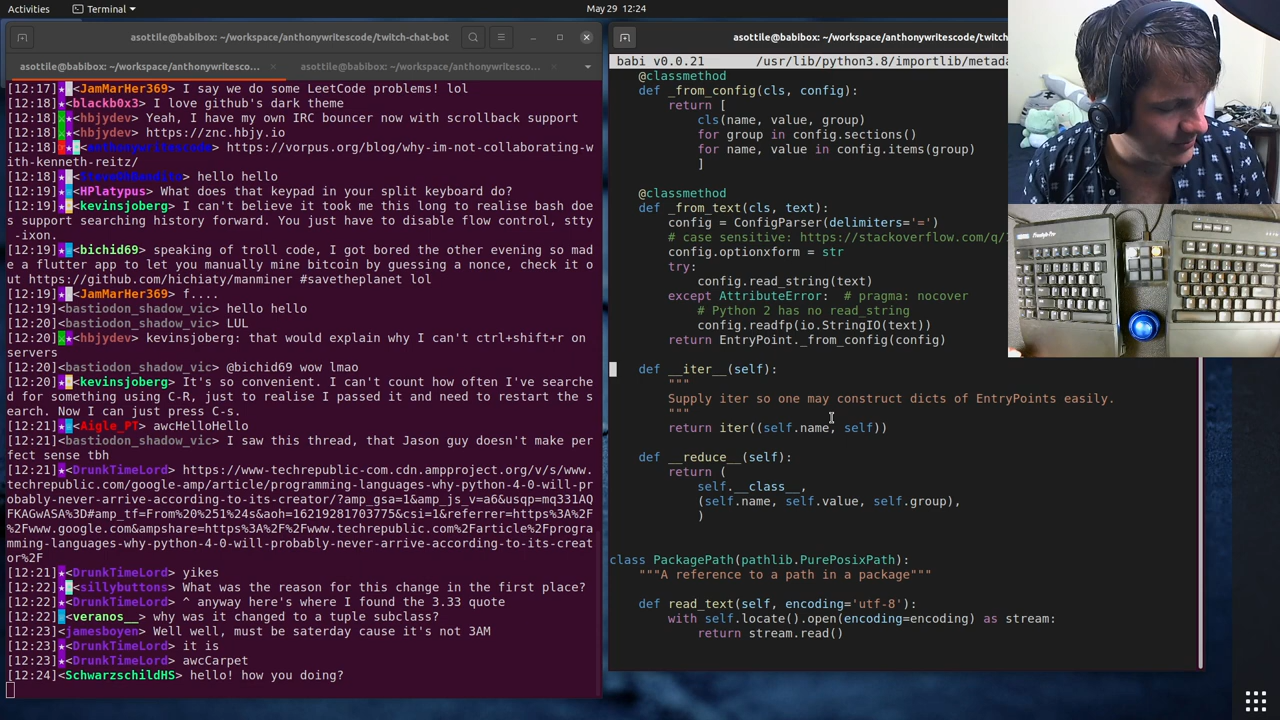 Activities
Terminal
May 29 12:24
asottile@babibox: ~/workspace/anthonywritescode/twitch-chat-bot
asottile@babibox: ~/workspace/anthonywritesco...
asottile@babibox: ~/workspace/anthonywritesco...
[12:17]★ <JamMarHer369> I say we do some LeetCode problems! lol
[12:18]★ <blackb0x3> I love github's dark theme
[12:18] ★<hbjydev> Yeah, I have my own IRC bouncer now with scrollback support
[12:18] ★<hbjydev> https://znc.hbjy.io
[12:18] ★ <anthonywritescode> https://vorpus.org/blog/why-im-not-collaborating-w
ith-kenneth-reitz/
[12:18]★ hello hello
[12:19]★ <HPlatypus> What does that keypad in your split keyboard do?
[12:19]★ <kevinsjoberg> I can't believe it took me this long to realise bash doe
s support searching history forward. You just have to disable flow control, stty
-ixon.
[12:19]★ <bichid69> speaking of troll code, i got bored the other evening so mad
e a flutter app to let you manually mine bitcoin by guessing a nonce, check it o
ut https://github.com/hichiaty/manminer #savetheplanet lol
[12:19]★ <JamMarHer369> f....
[12:19]<bastiodon_shadow_vic> hello hello
[12:20]<bastiodon_shadow_vic> LUL
[12:20] ★<hbjydev> kevinsjoberg: that would explain why I can't ctrl+shift+r on
servers
[12:20]<bastiodon_shadow_vic> @bichid69 wow lmao
[12:20]★ <kevinsjoberg> It's so convenient. I can't count how often I've searche
d for something using C-R, just to realise I passed it and need to restart the s
earch. Now I can just press C-s.
[12:21]★ <Aigle_PT> awcHelloHello
[12:21]<bastiodon_shadow_vic> I saw this thread, that Jason guy doesn't make per
fect sense tbh
[12:21]★<DrunkTimeLord> https://www-techrepublic-com.cdn.ampproject.org/v/s/www.
techrepublic.com/google-amp/article/programming-languages-why-python-4-0-will-pr
obably-never-arrive-according-to-its-creator/?amp_gsa=1&amp_js_v=a6&usqp=mq331AQ
FKAGwASA%3D#amp_tf=From%20%251%24s&aoh=16219281703775&csi=1&referrer=https%3A%2F
%2Fwww.google.com&ampshare=https%3A%2F%2Fwww.techrepublic.com%2Farticle%2Fprogra
mming-languages-why-python-4-0-will-probably-never-arrive-according-to-its-creat
or%2F
[12:21]★<DrunkTimeLord> yikes
[12:22]★ <sillybuttons> What was the reason for this change in the first place?
[12:22]★<DrunkTimeLord> ^ anyway here's where I found the 3.33 quote
[12:22] <veranos__> why was it changed to a tuple subclass?
[12:23]<jamesboyen> Well well, must be saterday cause it's not 3AM
[12:23]★<DrunkTimeLord> it is
[12:23]★<DrunkTimeLord> awcCarpet
[12:24]<SchwarzschildHS> hello! how you doing?
asottile@babibox: ~/workspace/anthonywritescode/twitc
babi v0.0.21 /usr/lib/python3.8/importlib/metada
@classmethod
def _from_config(cls, config):
return [
cls(name, value, group)
for group in config.sections()
for name, value in config.items(group)
]
@classmethod
def _from_text(cls, text):
config = ConfigParser(delimiters='=')
# case sensitive: https://stackoverflow.com/q/
config.optionxform = str
try:
config.read_string(text)
except AttributeError: # pragma: nocover
# Python 2 has no read_string
config.readfp(io.StringIO(text))
return EntryPoint._from_config(config)
def __iter__(self):
"""
Supply iter so one may construct dicts of EntryPoints easily.
"""
return iter((self.name, self))
def __reduce__(self):
return (
self.__class__,
(self.name, self.value, self.group),
)
class PackagePath(pathlib.PurePosixPath):
"""A reference to a path in a package"""
def read_text(self, encoding='utf-8'):
with self.locate().open(encoding=encoding) as stream:
return stream.read()